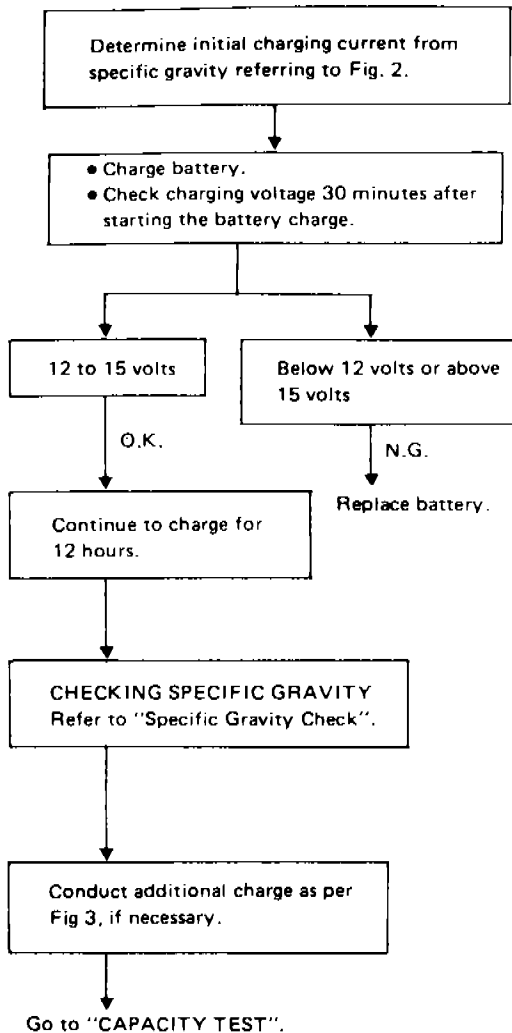 Determine initial charging current from
specific gravity referring to Fig. 2.
• Charge battery.
• Check charging voltage 30 minutes after
starting the battery charge.
12 to 15 volts
Below 12 volts or above
15 volts
O.K.
N.G.
Replace battery.
Continue to charge for
12 hours.
CHECKING SPECIFIC GRAVITY
Refer to "Specific Gravity Check".
Conduct additional charge as per
Fig 3, if necessary.
Go to "CAPACITY TEST".